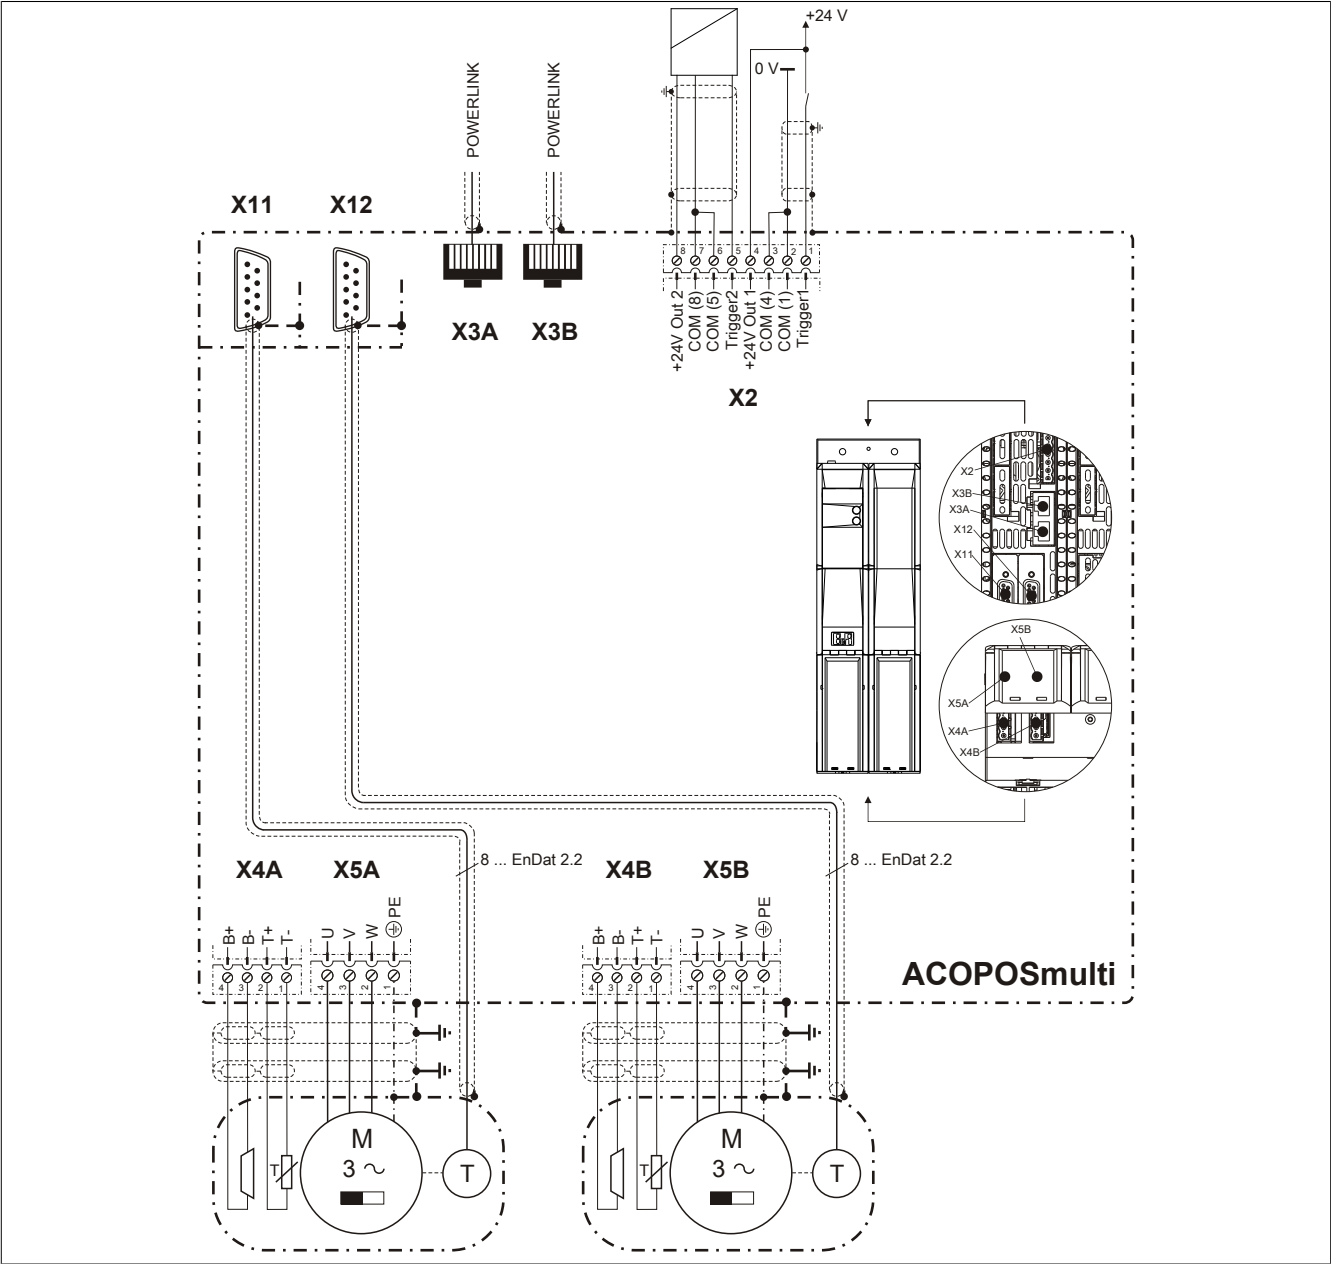 +24 V
0 V
POWERLINK
POWERLINK
X11
X12
X3A
X3B
8 7 6 5 4 3 2 1
+24V Out 2
COM (8)
COM (5)
Trigger2
+24V Out 1
COM (4)
COM (1)
Trigger1
X2
X2
X3B
X3A
X12
X11
X5B
X5A
X4A
X4B
8 ... EnDat 2.2
8 ... EnDat 2.2
X4A
X5A
X4B
X5B
B+
B-
T+
T-
U
V
W
PE
B+
B-
T+
T-
U
V
W
PE
4 3 2 1
4 3 2 1
4 3 2 1
4 3 2 1
ACOPOSmulti
T
M
3 ~
T
T
M
3 ~
T